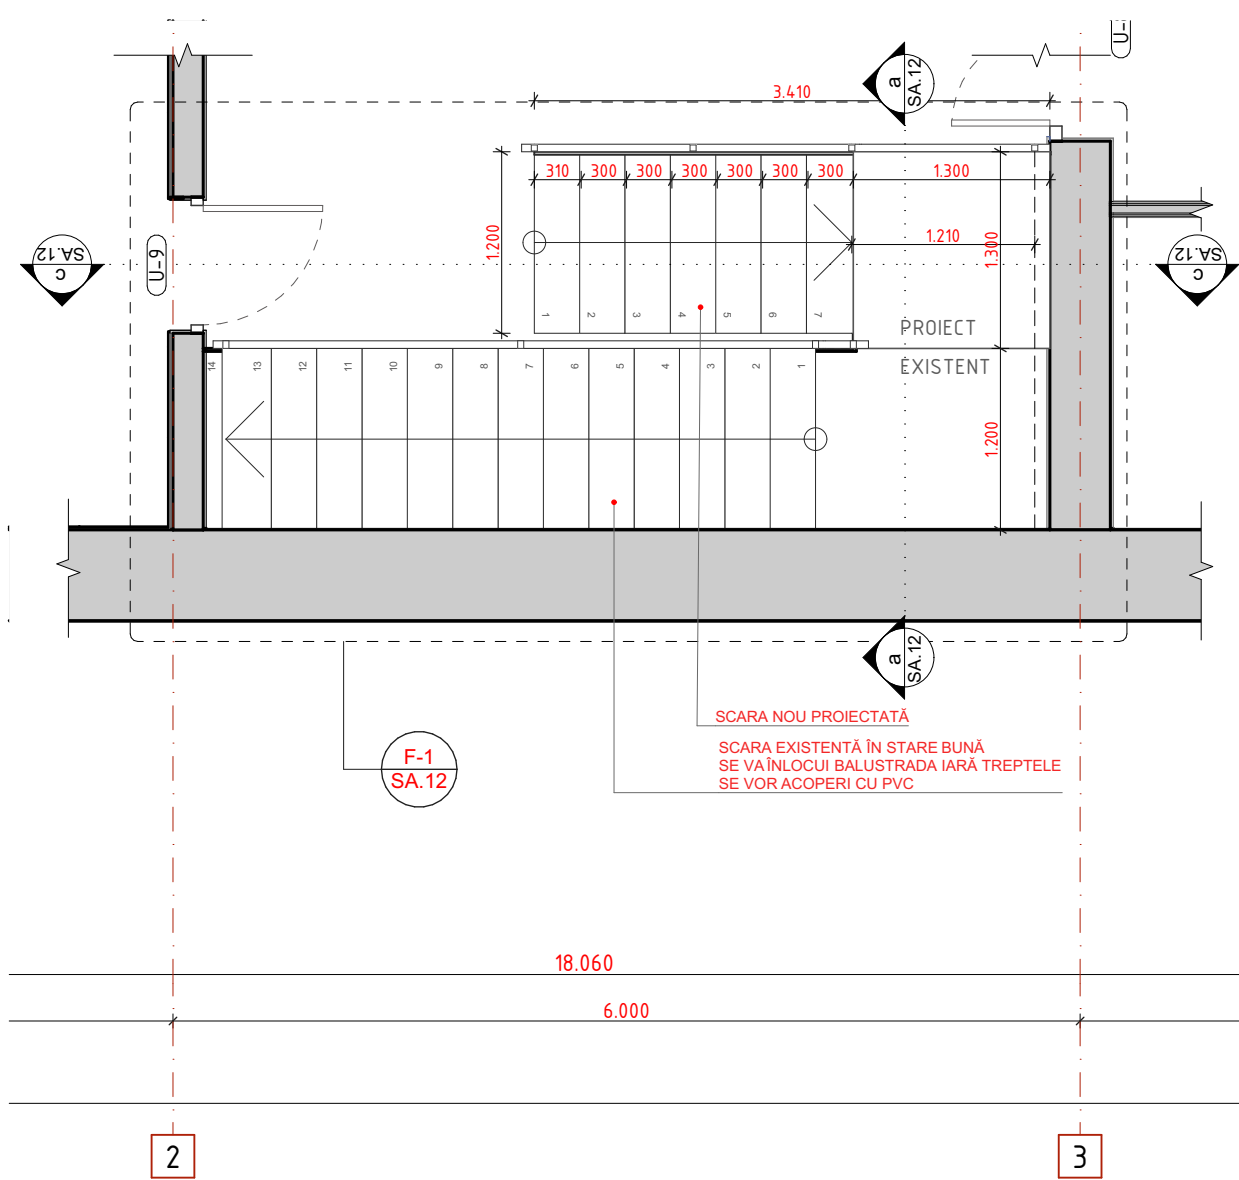 U-
a
SA.12
3.410
310 300 300 300 300 300 300 1.300
1.200
1.210
1.300
U-9
C
SA.12
C
SA.12
1 2 3 4 5 6 7
PROIECT
EXISTENT
14 13 12 11 10 9 8 7 6 5 4 3 2 1
1.200
a
SA.12
SCARA NOU PROIECTATĂ
SCARA EXISTENTĂ ÎN STARE BUNĂ
SE VA ÎNLOCUI BALUSTRADA IARĂ TREPTELE
SE VOR ACOPERI CU PVC
F-1
SA.12
18.060
6.000
2
3